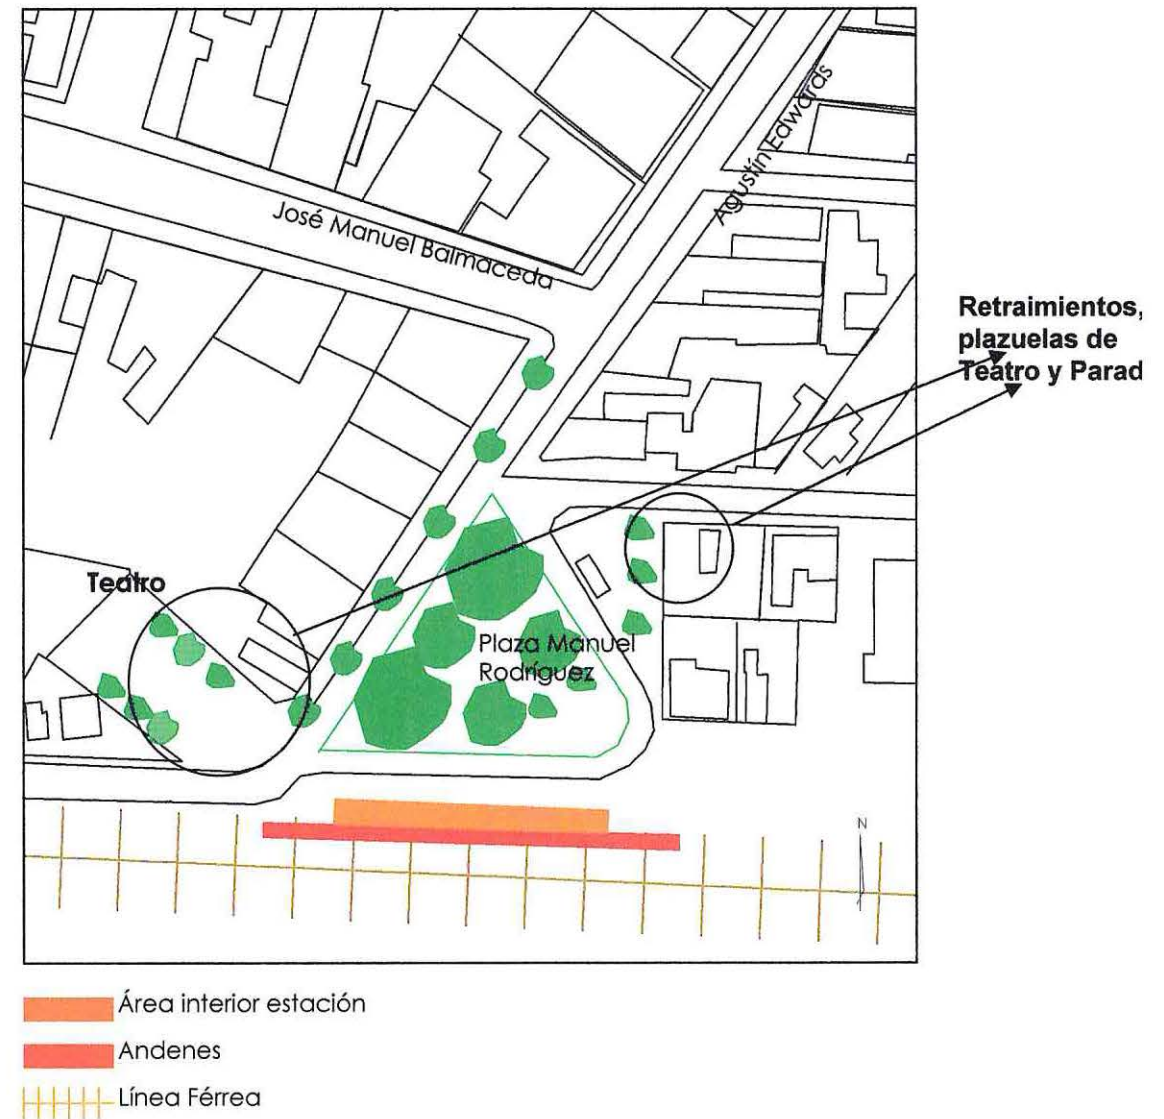 Agustín Edwards
José Manuel Balmaceda
Retraimientos,
plazuelas de
Teatro y Parad
Teatro
Plaza Manuel
Rodríguez
N
Área interior estación
Andenes
Línea Férrea